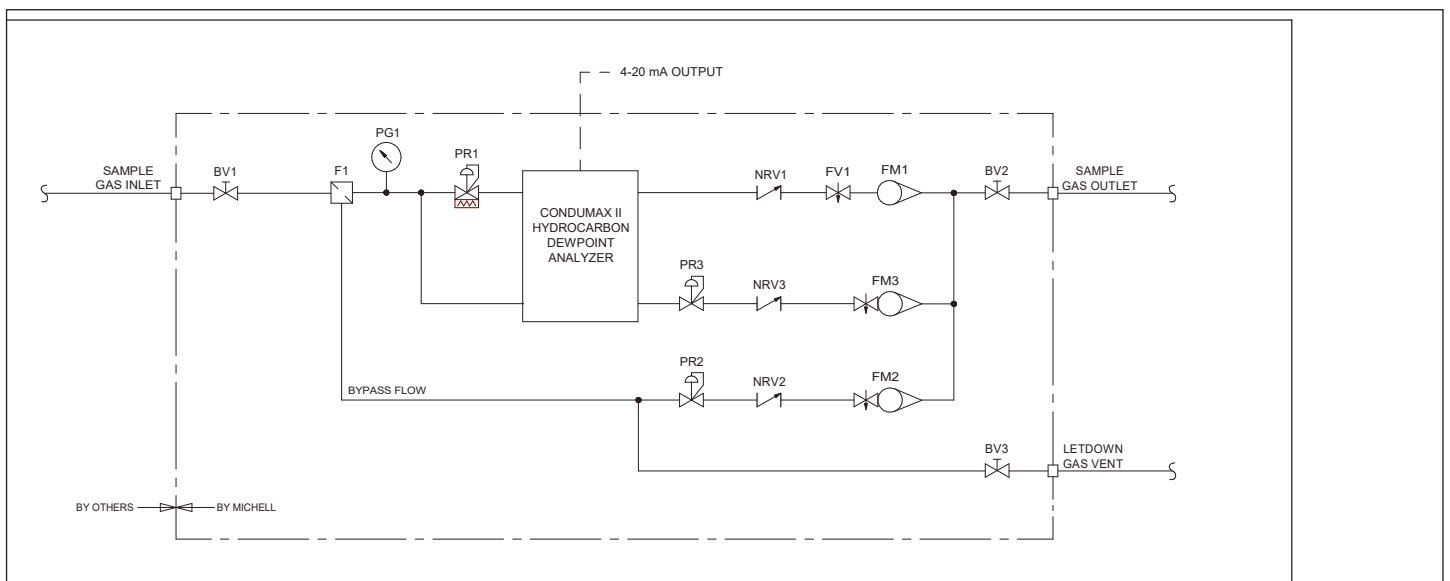 4-20 mA OUTPUT
PG1
PR1
SAMPLE
GAS INLET
BV1
F1
NRV1
FV1
FM1
BV2
SAMPLE
GAS OUTLET
CONDUMAX II
HYDROCARBON
DEWPOINT
ANALYZER
PR3
NRV3
FM3
PR2
NRV2
FM2
BYPASS FLOW
BV3
LETDOWN
GAS VENT
BY OTHERS
BY MICHELL